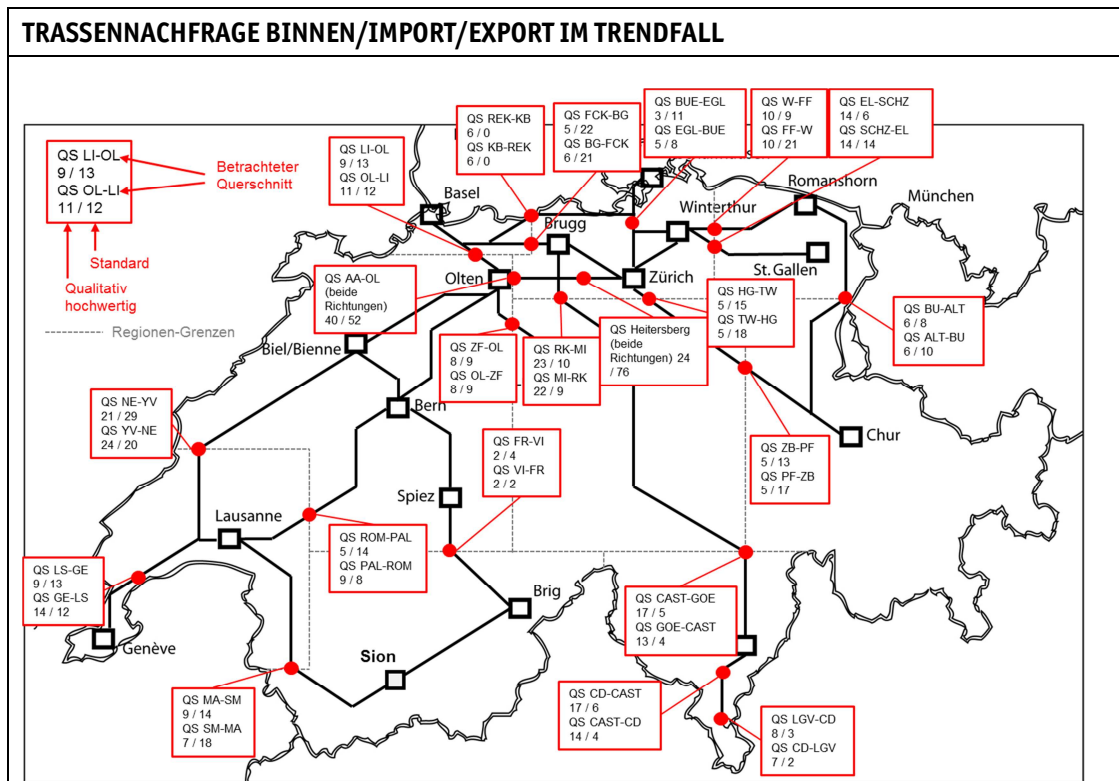 TRASSENNACHFRAGE BINNEN/IMPORT/EXPORT IM TRENDFALL
QS LI-OL
9 / 13
QS OL-LI
11 / 12
Betrachteter
Querschnitt
Standard
Qualitativ
hochwertig
Regionen-Grenzen
QS LI-OL
9 / 13
QS OL-LI
11 / 12
QS REK-KB
6 / 0
QS KB-REK
6 / 0
QS FCK-BG
5 / 22
QS BG-FCK
6 / 21
QS BUE-EGL
3 / 11
QS EGL-BUE
5 / 8
QS W-FF
10 / 9
QS FF-W
10 / 21
QS EL-SCHZ
14 / 6
QS SCHZ-EL
14 / 14
Basel
Brugg
Winterthur
Romanshorn
München
Olten
Zürich
St.Gallen
QS AA-OL
(beide
Richtungen)
40 / 52
QS HG-TW
5 / 15
QS TW-HG
5 / 18
QS BU-ALT
6 / 8
QS ALT-BU
6 / 10
Biel/Bienne
QS ZF-OL
8 / 9
QS OL-ZF
8 / 9
QS RK-MI
23 / 10
QS MI-RK
22 / 9
QS Heitersberg
(beide
Richtungen) 24
/ 76
Bern
Chur
QS NE-YV
21 / 29
QS YV-NE
24 / 20
QS FR-VI
2 / 4
QS VI-FR
2 / 2
QS ZB-PF
5 / 13
QS PF-ZB
5 / 17
Spiez
Lausanne
QS ROM-PAL
5 / 14
QS PAL-ROM
9 / 8
QS LS-GE
9 / 13
QS GE-LS
14 / 12
Genève
Brig
Sion
QS CAST-GOE
17 / 5
QS GOE-CAST
13 / 4
QS MA-SM
9 / 14
QS SM-MA
7 / 18
QS CD-CAST
17 / 6
QS CAST-CD
14 / 4
QS LGV-CD
8 / 3
QS CD-LGV
7 / 2